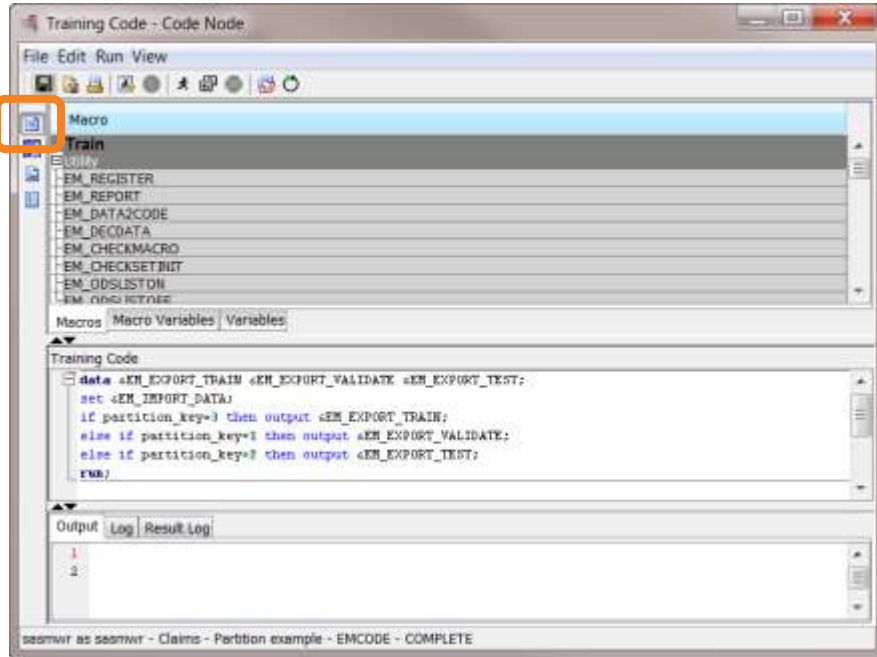 Training Code - Code Node
File Edit Run View
Macro
Train
Utility
EM_REGISTER
EM_REPORT
EM_DATA2CODE
EM_DECDATA
EM_CHECKMACRO
EM_CHECKSETINIT
EM_ODSLISTON
EM_ODSLISTOFF
Macros Macro Variables Variables
Training Code
data &EM_EXPORT_TRAIN &EM_EXPORT_VALIDATE &EM_EXPORT_TEST;
set &EM_IMPORT_DATA;
if partition_key=3 then output &EM_EXPORT_TRAIN;
else if partition_key=1 then output &EM_EXPORT_VALIDATE;
else if partition_key=2 then output &EM_EXPORT_TEST;
run;
Output Log Result Log
1
2
sasmwr as sasmwr - Claims - Partition example - EMCODE - COMPLETE